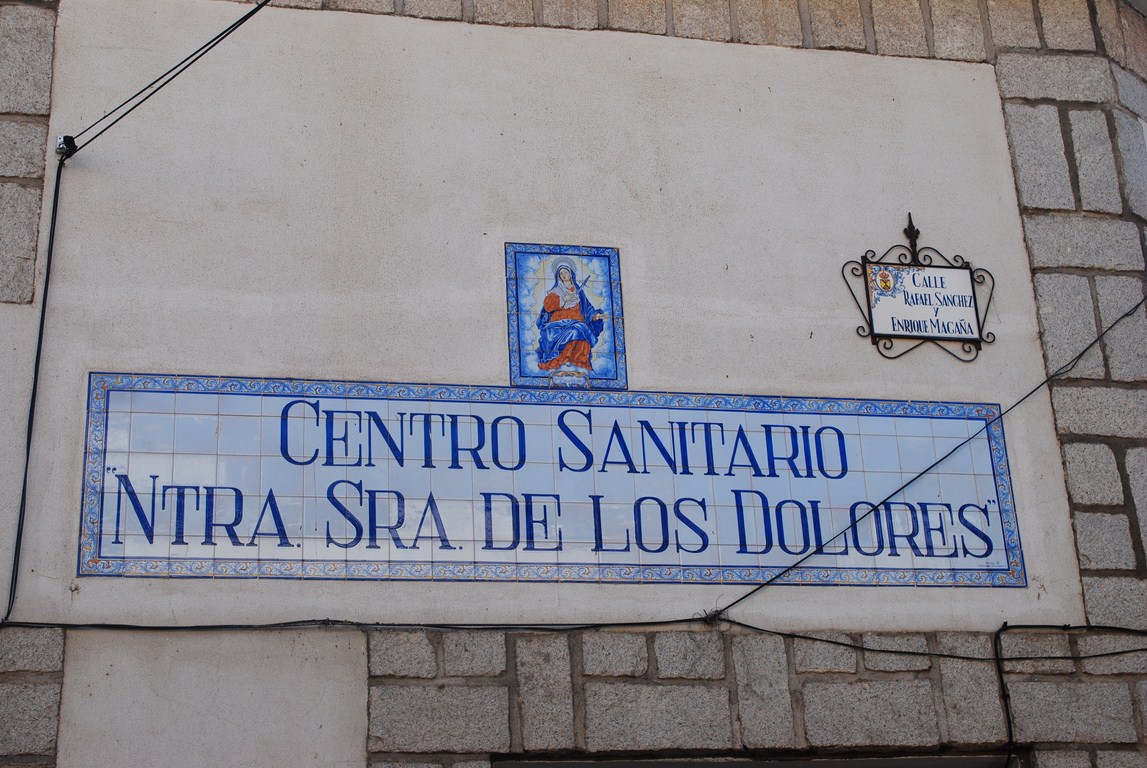 CALLE
RAFAEL SANCHEZ
Y
ENRIQUE MAGAÑA
CENTRO SANITARIO
"NTRA. SRA. DE LOS DOLORES"